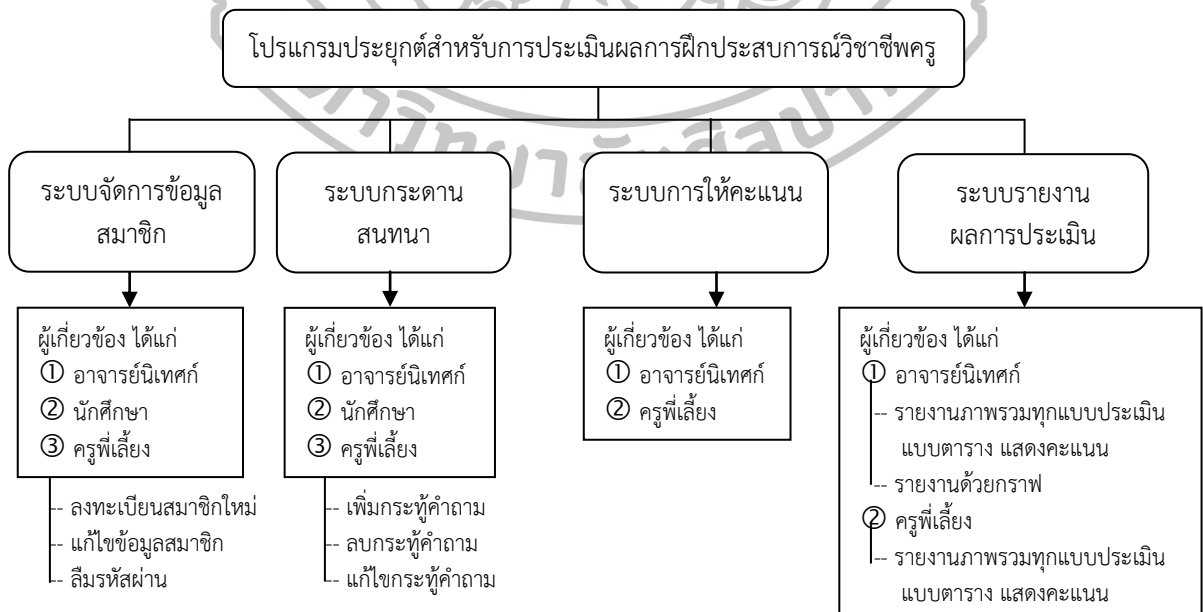 โปรแกรมประยุกต์สำหรับการประเมินผลการฝึกประสบการณ์วิชาชีพครู
มหาวิทยาลัยศิลปากร
ระบบจัดการข้อมูล
สมาชิก
ระบบกระดาน
สนทนา
ระบบการให้คะแนน
ระบบรายงาน
ผลการประเมิน
ผู้เกี่ยวข้อง ได้แก่
① อาจารย์นิเทศก์
② นักศึกษา
③ ครูพี่เลี้ยง
-- ลงทะเบียนสมาชิกใหม่
-- แก้ไขข้อมูลสมาชิก
-- ลืมรหัสผ่าน
ผู้เกี่ยวข้อง ได้แก่
① อาจารย์นิเทศก์
② นักศึกษา
③ ครูพี่เลี้ยง
-- เพิ่มกระทู้คำถาม
-- ลบกระทู้คำถาม
-- แก้ไขกระทู้คำถาม
ผู้เกี่ยวข้อง ได้แก่
① อาจารย์นิเทศก์
② ครูพี่เลี้ยง
ผู้เกี่ยวข้อง ได้แก่
① อาจารย์นิเทศก์
-- รายงานภาพรวมทุกแบบประเมิน
แบบตาราง แสดงคะแนน
-- รายงานด้วยกราฟ
② ครูพี่เลี้ยง
-- รายงานภาพรวมทุกแบบประเมิน
แบบตาราง แสดงคะแนน